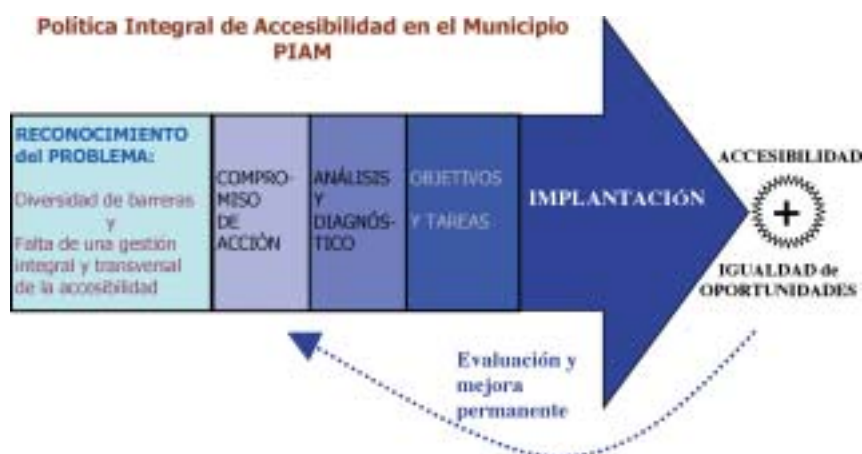 Política Integral de Accesibilidad en el Municipio
PIAM
RECONOCIMIENTO
del PROBLEMA:
Diversidad de barreras
y
Falta de una gestión
integral y transversal
de la accesibilidad
COMPRO-
MISO
DE
ACCIÒN
ANÁLISIS
Y
DIAGNÓS-
TICO
OBJETIVOS
Y TAREAS
IMPLANTACIÓN
ACCESIBILIDAD
+
IGUALDAD de
OPORTUNIDADES
Evaluación y
mejora
permanente